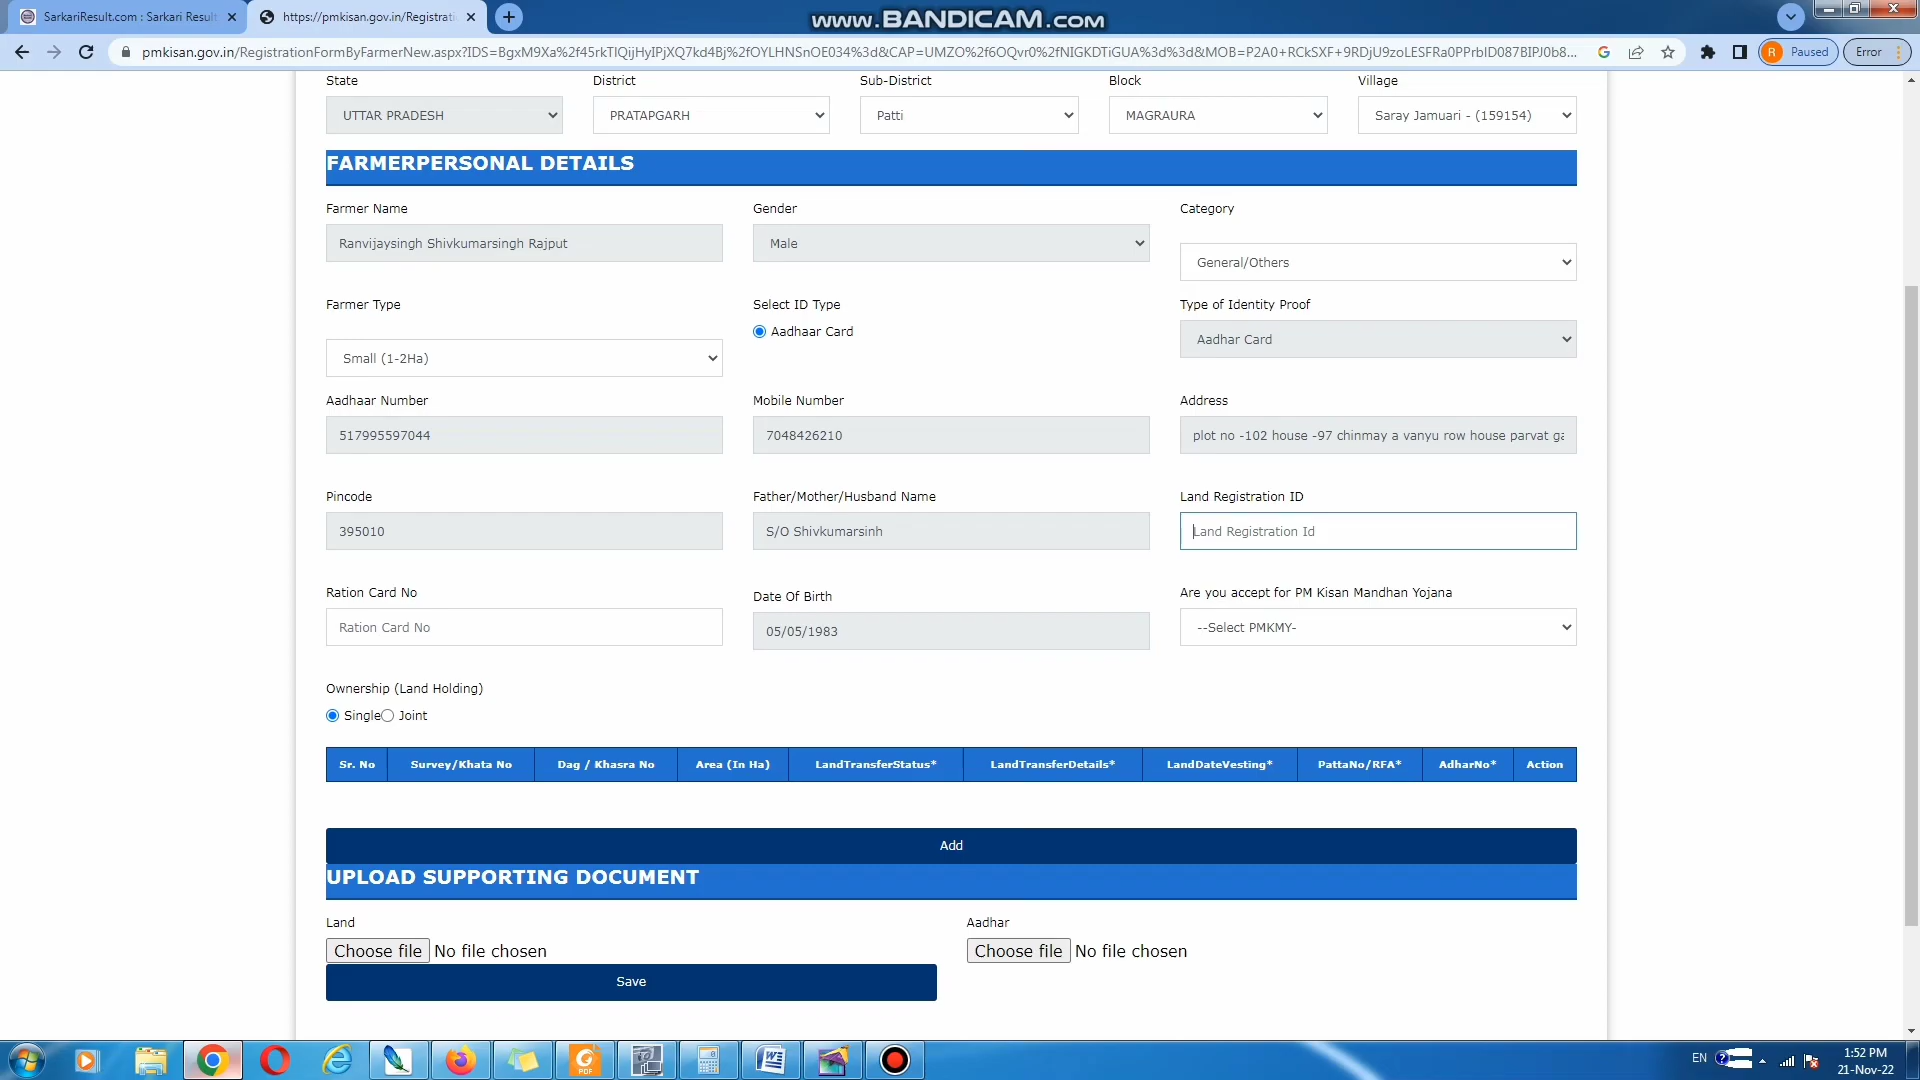 SarkariResult.com : Sarkari Result
https://pmkisan.gov.in/Registrati
www.BANDICAM.com
pmkisan.gov.in/RegistrationFormByFarmerNew.aspx?IDS=BgxM9Xa%2f45rkTlQijHyIPjXQ7kd4Bj%2fOYLHNSnOE034%3d&CAP=UMZO%2f6OQvr0%2fNIGKDTiGUA%3d%3d&MOB=P2A0+RCkSXF+9RDjU9zoLESFRa0PPrbID087BIPJ0b8...
R Paused Error
State District Sub-District Block Village
UTTAR PRADESH PRATAPGARH Patti MAGRAURA Saray Jamuari - (159154)
FARMERPERSONAL DETAILS
Farmer Name Gender Category
Ranvijaysingh Shivkumarsingh Rajput Male General/Others
Farmer Type Select ID Type Type of Identity Proof
Small (1-2Ha) Aadhaar Card Aadhar Card
Aadhaar Number Mobile Number Address
517995597044 7048426210 plot no -102 house -97 chinmay a vanyu row house parvat ga
Pincode Father/Mother/Husband Name Land Registration ID
395010 S/O Shivkumarsinh Land Registration Id
Ration Card No Date Of Birth Are you accept for PM Kisan Mandhan Yojana
Ration Card No 05/05/1983 --Select PMKMY-
Ownership (Land Holding)
Single Joint
Sr. No Survey/Khata No Dag / Khasra No Area (In Ha) LandTransferStatus* LandTransferDetails* LandDateVesting* PattaNo/RFA* AdharNo* Action
Add
UPLOAD SUPPORTING DOCUMENT
Land Aadhar
Choose file No file chosen Choose file No file chosen
Save
EN 1:52 PM
21-Nov-22